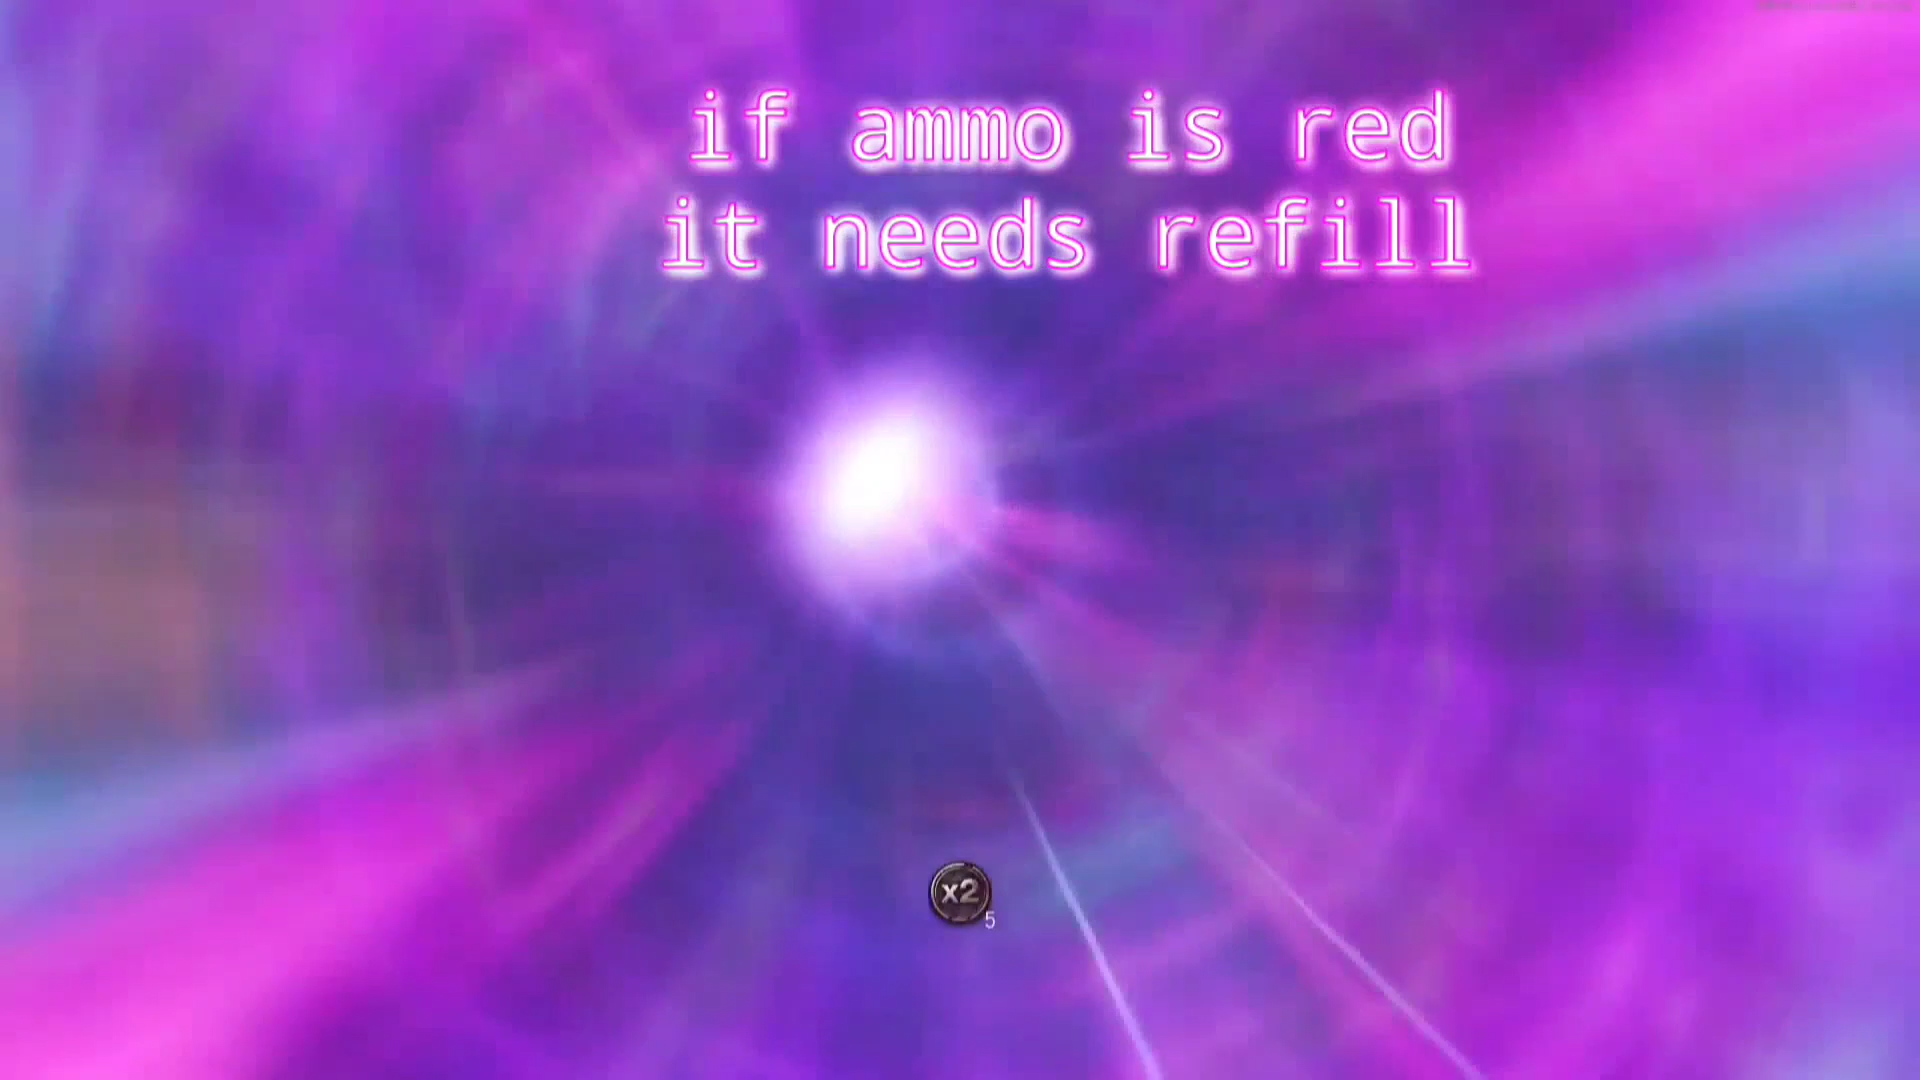 if ammo is red
it needs refill
x2
5